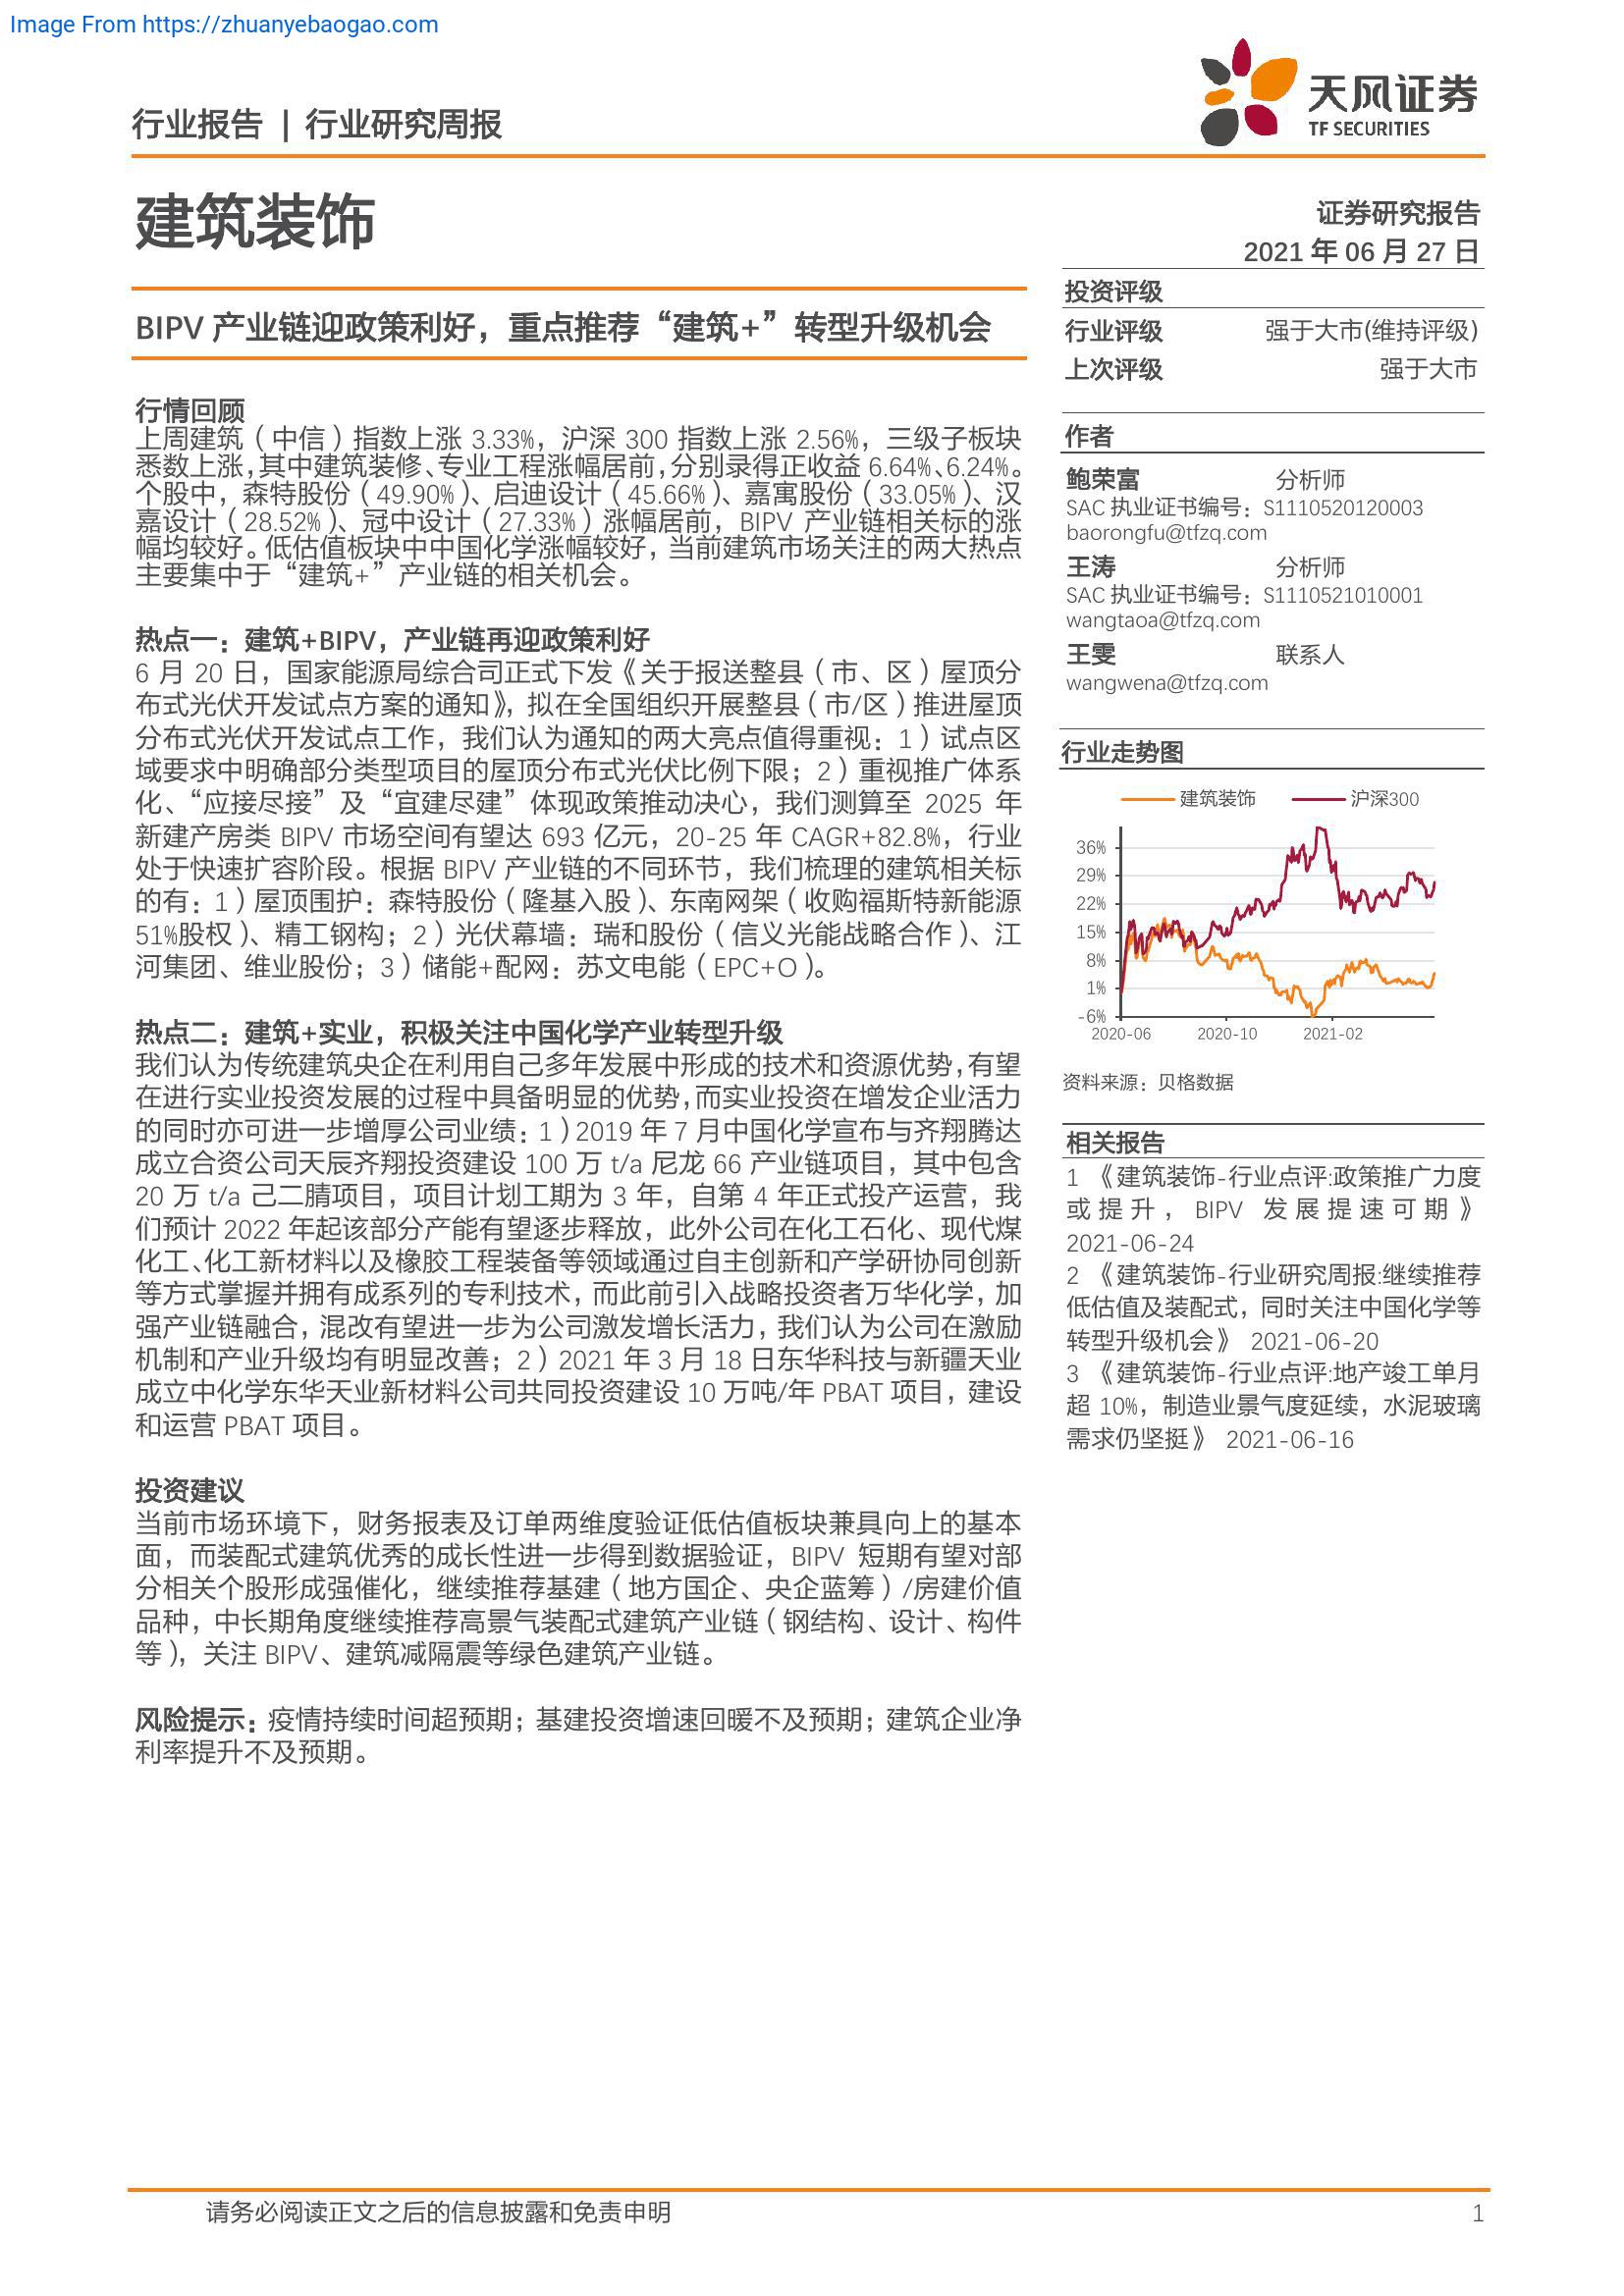 Image From https://zhuanyebaogao.com
行业报告 | 行业研究周报
天风证券
TF SECURITIES
建筑装饰
证券研究报告
2021 年 06 月 27 日
BIPV 产业链迎政策利好，重点推荐“建筑+”转型升级机会
行情回顾
上周建筑（中信）指数上涨 3.33%，沪深 300 指数上涨 2.56%，三级子板块
悉数上涨，其中建筑装修、专业工程涨幅居前，分别录得正收益 6.64%、6.24%。
个股中，森特股份（49.90%）、启迪设计（45.66%）、嘉寓股份（33.05%）、汉
嘉设计（28.52%）、冠中设计（27.33%）涨幅居前，BIPV 产业链相关标的涨
幅均较好。低估值板块中中国化学涨幅较好，当前建筑市场关注的两大热点
主要集中于“建筑+”产业链的相关机会。
热点一：建筑+BIPV，产业链再迎政策利好
6 月 20 日，国家能源局综合司正式下发《关于报送整县（市、区）屋顶分
布式光伏开发试点方案的通知》，拟在全国组织开展整县（市/区）推进屋顶
分布式光伏开发试点工作，我们认为通知的两大亮点值得重视：1）试点区
域要求中明确部分类型项目的屋顶分布式光伏比例下限；2）重视推广体系
化、“应接尽接”及“宜建尽建”体现政策推动决心，我们测算至 2025 年
新建产房类 BIPV 市场空间有望达 693 亿元，20-25 年 CAGR+82.8%，行业
处于快速扩容阶段。根据 BIPV 产业链的不同环节，我们梳理的建筑相关标
的有：1）屋顶围护：森特股份（隆基入股）、东南网架（收购福斯特新能源
51%股权）、精工钢构；2）光伏幕墙：瑞和股份（信义光能战略合作）、江
河集团、维业股份；3）储能+配网：苏文电能（EPC+O）。
热点二：建筑+实业，积极关注中国化学产业转型升级
我们认为传统建筑央企在利用自己多年发展中形成的技术和资源优势，有望
在进行实业投资发展的过程中具备明显的优势，而实业投资在增发企业活力
的同时亦可进一步增厚公司业绩：1）2019 年 7 月中国化学宣布与齐翔腾达
成立合资公司天辰齐翔投资建设 100 万 t/a 尼龙 66 产业链项目，其中包含
20 万 t/a 己二腈项目，项目计划工期为 3 年，自第 4 年正式投产运营，我
们预计 2022 年起该部分产能有望逐步释放，此外公司在化工石化、现代煤
化工、化工新材料以及橡胶工程装备等领域通过自主创新和产学研协同创新
等方式掌握并拥有成系列的专利技术，而此前引入战略投资者万华化学，加
强产业链融合，混改有望进一步为公司激发增长活力，我们认为公司在激励
机制和产业升级均有明显改善；2）2021 年 3 月 18 日东华科技与新疆天业
成立中化学东华天业新材料公司共同投资建设 10 万吨/年 PBAT 项目，建设
和运营 PBAT 项目。
投资建议
当前市场环境下，财务报表及订单两维度验证低估值板块兼具向上的基本
面，而装配式建筑优秀的成长性进一步得到数据验证，BIPV 短期有望对部
分相关个股形成强催化，继续推荐基建（地方国企、央企蓝筹）/房建价值
品种，中长期角度继续推荐高景气装配式建筑产业链（钢结构、设计、构件
等），关注 BIPV、建筑减隔震等绿色建筑产业链。
风险提示：疫情持续时间超预期；基建投资增速回暖不及预期；建筑企业净
利率提升不及预期。
投资评级
行业评级 强于大市(维持评级)
上次评级 强于大市
作者
鲍荣富 分析师
SAC 执业证书编号：S1110520120003
baorongfu@tfzq.com
王涛 分析师
SAC 执业证书编号：S1110521010001
wangtaoa@tfzq.com
王雯 联系人
wangwena@tfzq.com
行业走势图
建筑装饰 沪深300
36%
29%
22%
15%
8%
1%
-6%
2020-06 2020-10 2021-02
资料来源：贝格数据
相关报告
1 《建筑装饰-行业点评:政策推广力度
或提升，BIPV 发展提速可期》
2021-06-24
2 《建筑装饰-行业研究周报:继续推荐
低估值及装配式，同时关注中国化学等
转型升级机会》 2021-06-20
3 《建筑装饰-行业点评:地产竣工单月
超 10%，制造业景气度延续，水泥玻璃
需求仍坚挺》 2021-06-16
请务必阅读正文之后的信息披露和免责申明 1